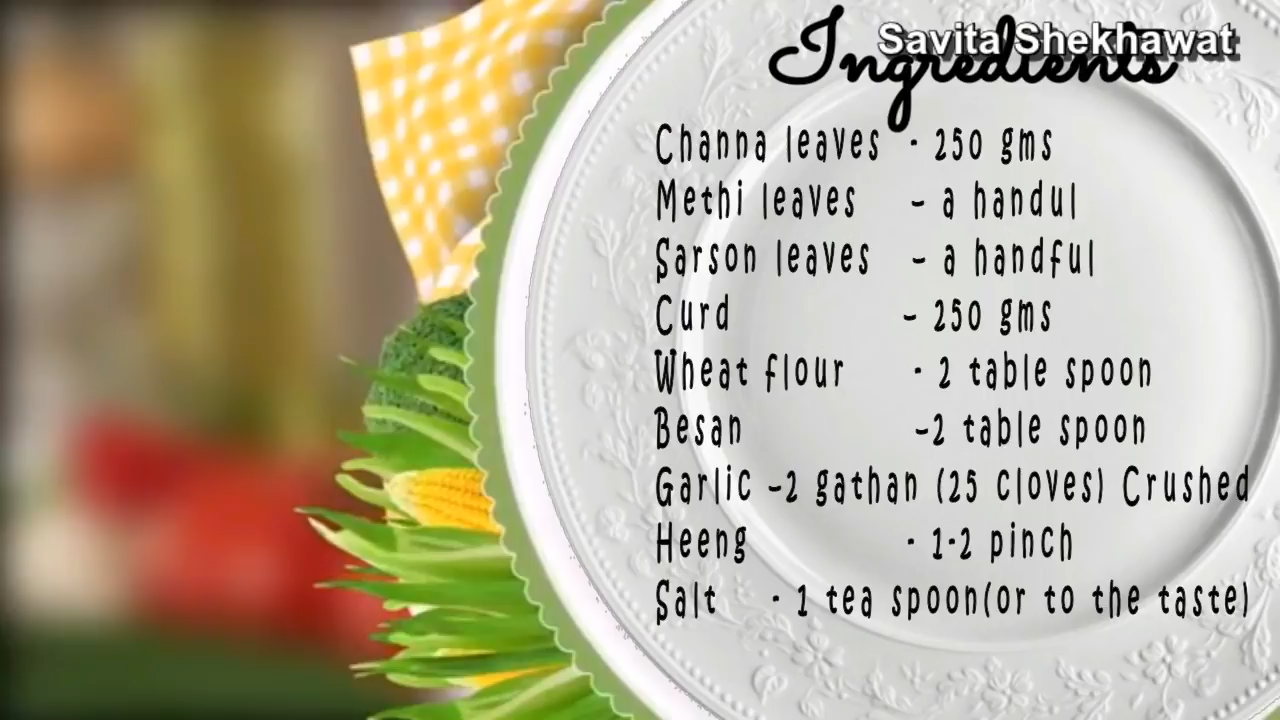 Savita Shekhawat
Ingredients
Channa leaves - 250 gms
Methi leaves - a handul
Sarson leaves - a handful
Curd - 250 gms
Wheat flour - 2 table spoon
Besan -2 table spoon
Garlic -2 gathan (25 cloves) Crushed
Heeng - 1-2 pinch
Salt - 1 tea spoon(or to the taste)